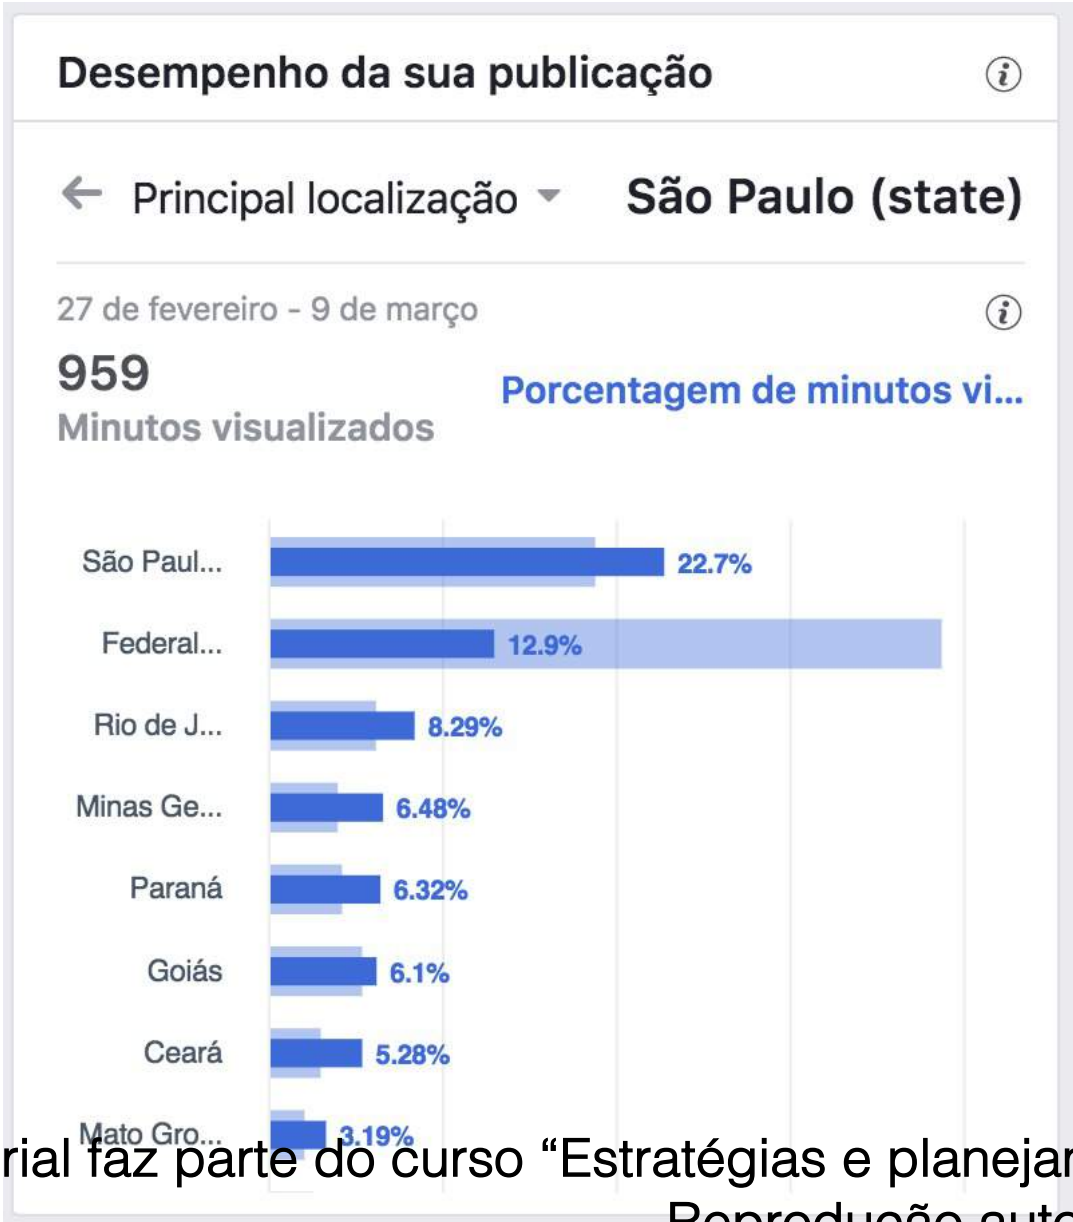 Desempenho da sua publicação
Principal localização São Paulo (state)
27 de fevereiro - 9 de março
959
Porcentagem de minutos vi...
Minutos visualizados
São Paul... 22.7%
Federal... 12.9%
Rio de J... 8.29%
Minas Ge... 6.48%
Paraná 6.32%
Goiás 6.1%
Ceará 5.28%
Mato Gro... 3.19%
rial faz parte do curso “Estratégias e planejar
Reprodução auto